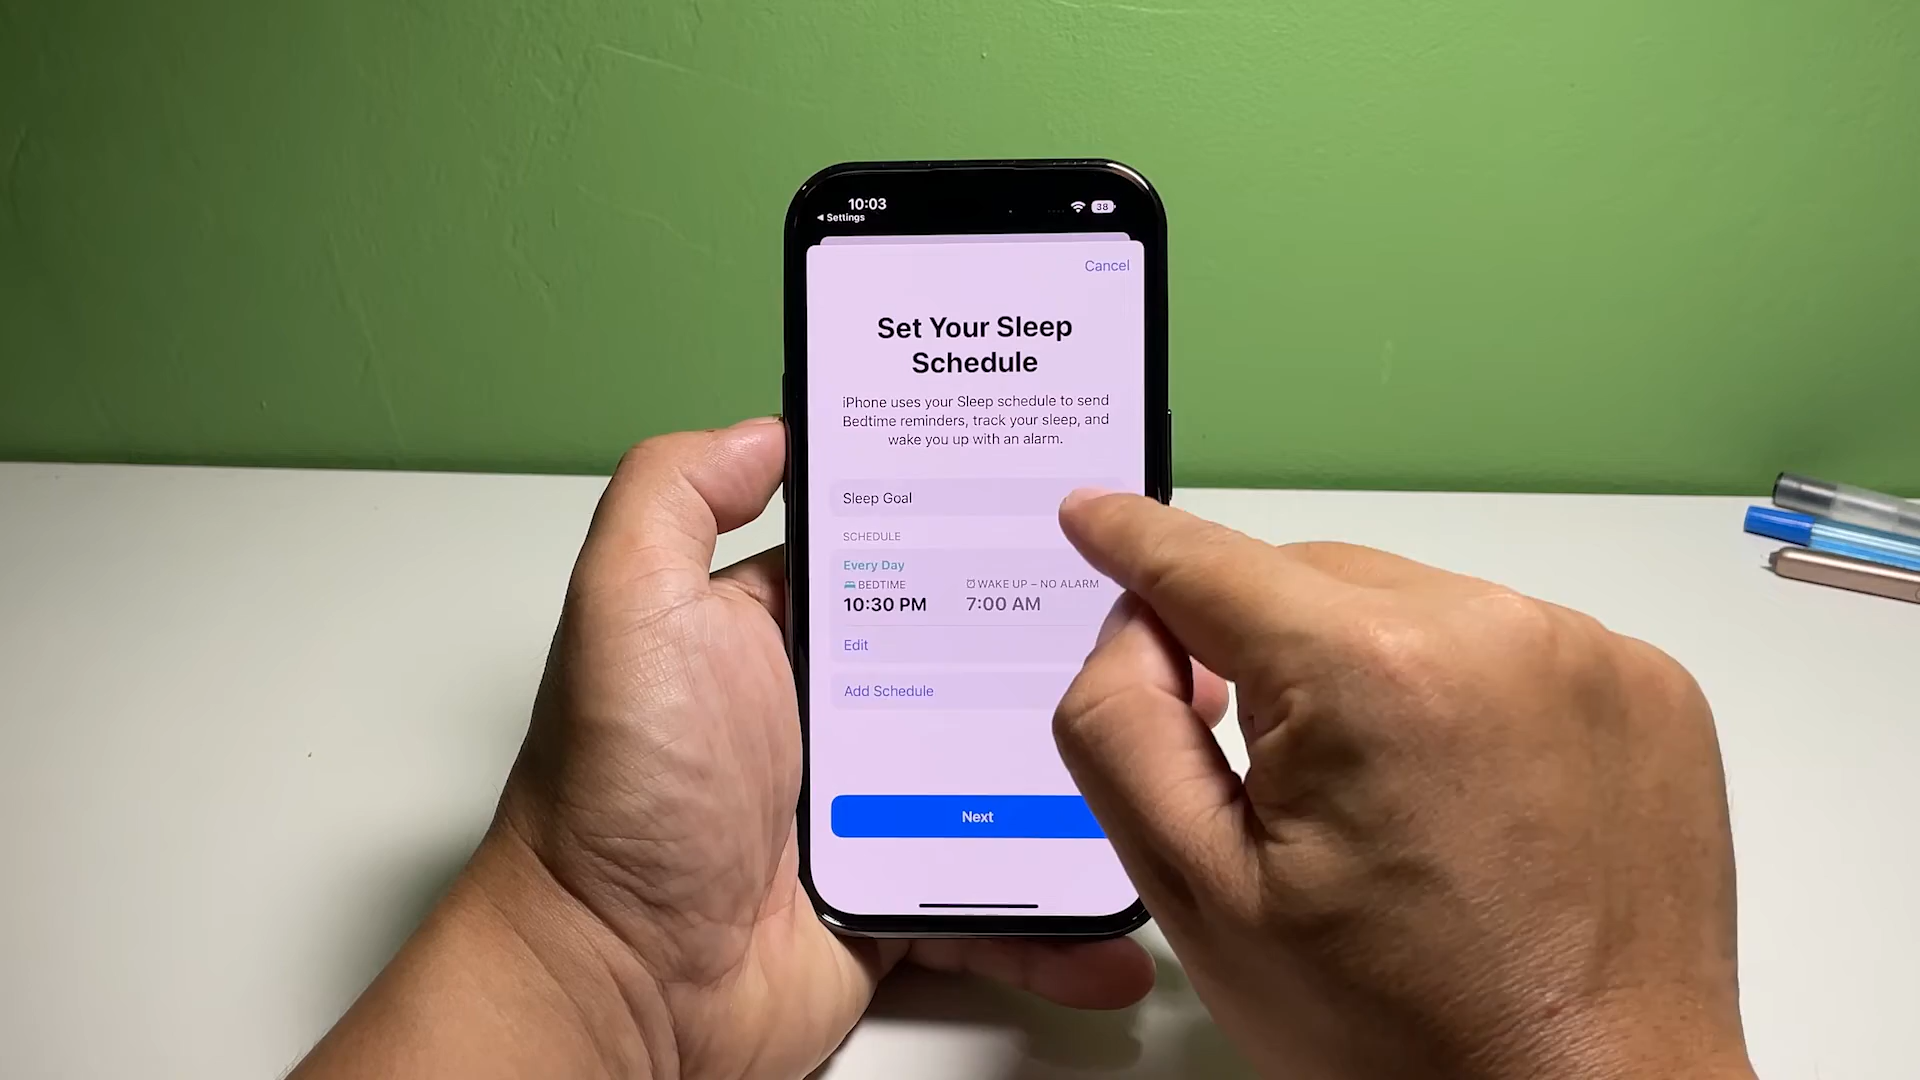 10:03
Settings
38
Cancel
Set Your Sleep
Schedule
iPhone uses your Sleep schedule to send
Bedtime reminders, track your sleep, and
wake you up with an alarm.
Sleep Goal
SCHEDULE
Every Day
BEDTIME
WAKE UP – NO ALARM
10:30 PM
7:00 AM
Edit
Add Schedule
Next